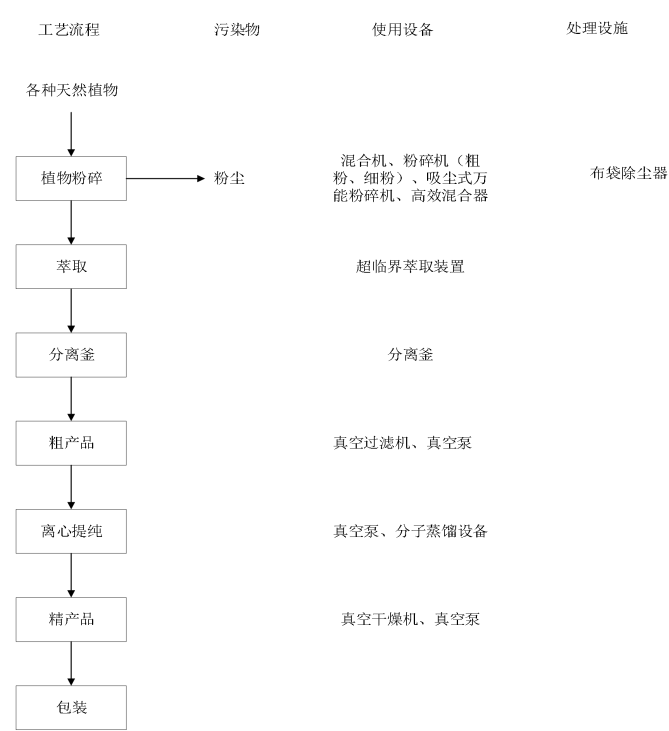 工艺流程
污染物
使用设备
处理设施
各种天然植物
植物粉碎
粉尘
混合机、粉碎机（粗
粉、细粉）、吸尘式万
能粉碎机、高效混合器
布袋除尘器
萃取
超临界萃取装置
分离釜
分离釜
粗产品
真空过滤机、真空泵
离心提纯
真空泵、分子蒸馏设备
精产品
真空干燥机、真空泵
包装